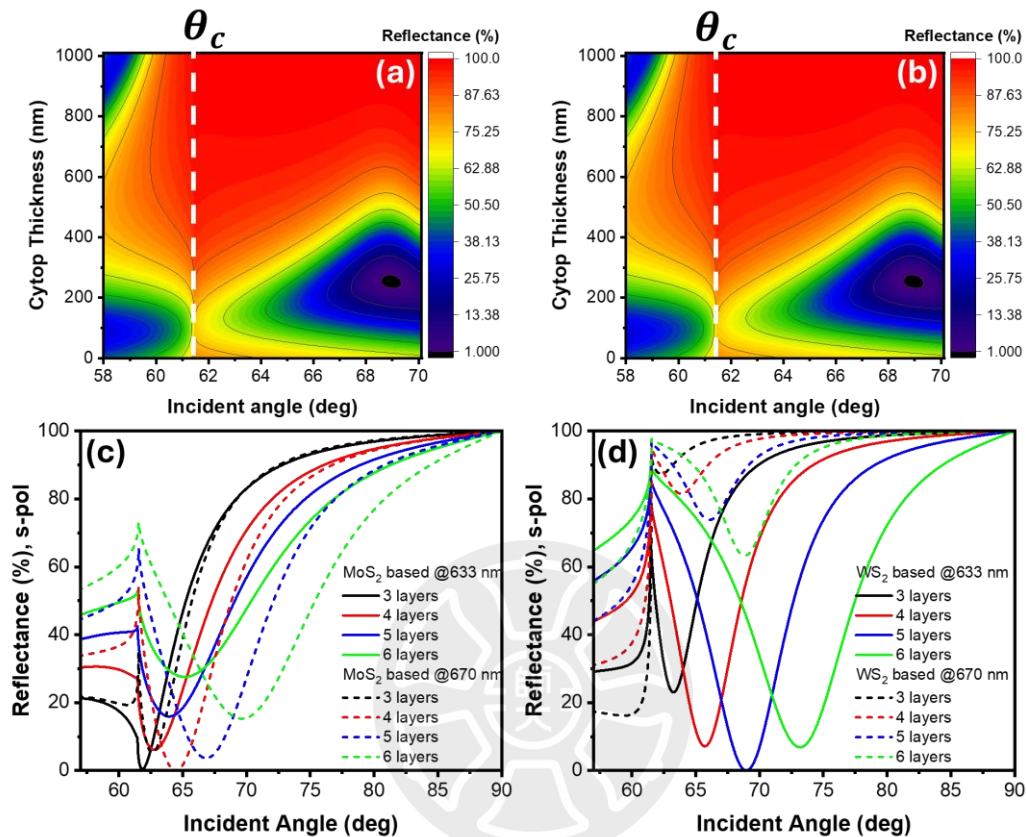 θc
θc
Reflectance (%)
Reflectance (%)
(a)
(b)
1000
800
600
400
200
0
Cytop Thickness (nm)
58
60
62
64
66
68
70
Incident angle (deg)
100.0
87.63
75.25
62.88
50.50
38.13
25.75
13.38
1.000
1000
800
600
400
200
0
Cytop Thickness (nm)
58
60
62
64
66
68
70
Incident angle (deg)
100.0
87.63
75.25
62.88
50.50
38.13
25.75
13.38
1.000
(c)
100
80
60
40
20
0
Reflectance (%), s-pol
MoS2 based @633 nm
3 layers
4 layers
5 layers
6 layers
MoS2 based @670 nm
3 layers
4 layers
5 layers
6 layers
60
65
70
75
80
85
90
Incident Angle (deg)
(d)
100
80
60
40
20
0
Reflectance (%), s-pol
WS2 based @633 nm
3 layers
4 layers
5 layers
6 layers
WS2 based @670 nm
3 layers
4 layers
5 layers
6 layers
60
65
70
75
80
85
90
Incident Angle (deg)